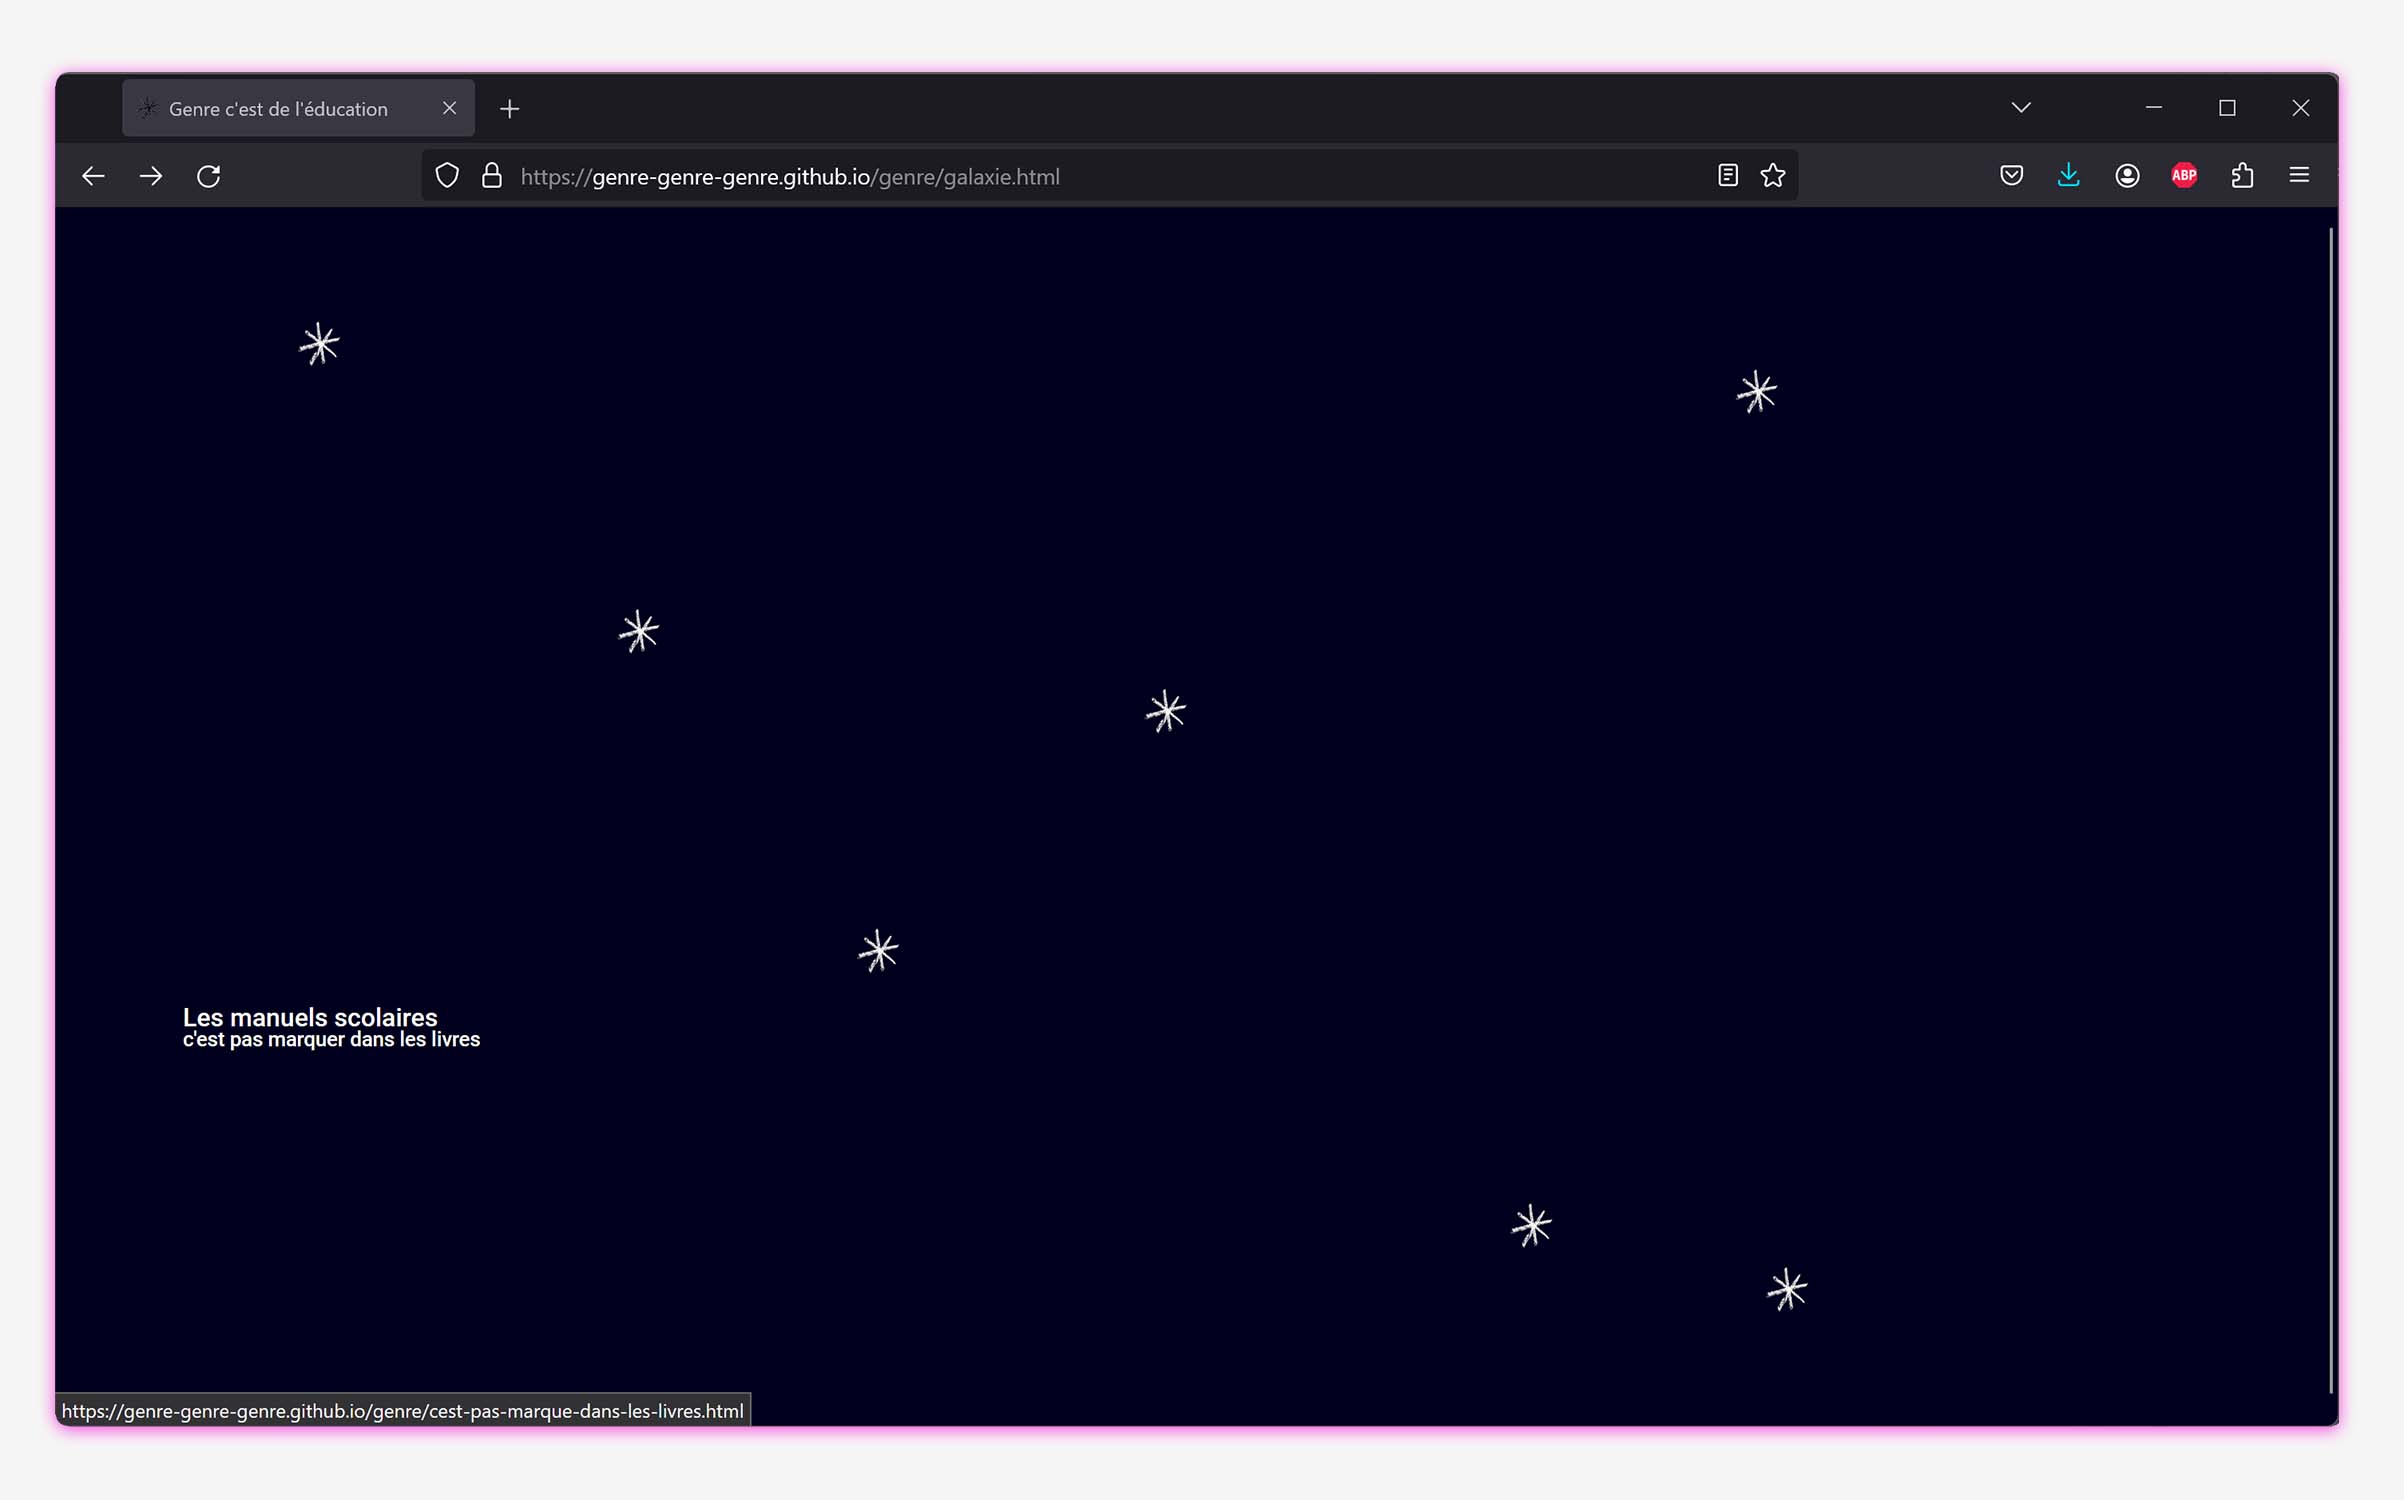 Genre c'est de l'éducation
https://genre-genre-genre.github.io/genre/galaxie.html
ABP
Les manuels scolaires
c'est pas marquer dans les livres
https://genre-genre-genre.github.io/genre/cest-pas-marque-dans-les-livres.html